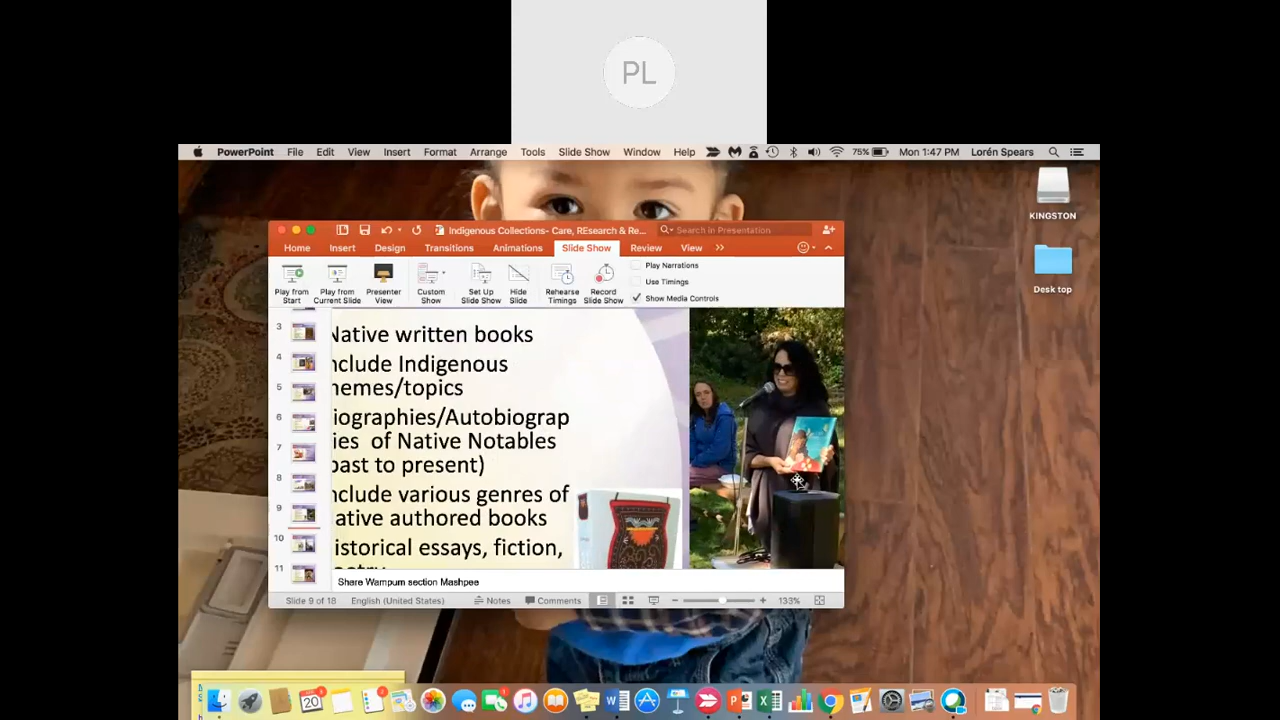 PL
PowerPoint File Edit View Insert Format Arrange Tools Slide Show Window Help 75% Mon 1:47 PM Lorén Spears
KINGSTON
Desk top
Indigenous Collections- Care, REsearch & Re... Search in Presentation
Home Insert Design Transitions Animations Slide Show Review View >>
Play from Start
Play from Current Slide
Presenter View
Custom Show
Set Up Slide Show
Hide Slide
Rehearse Timings
Record Slide Show
Play Narrations
Use Timings
Show Media Controls
3
4
5
6
7
8
9
10
11
Native written books
nclude Indigenous
hemes/topics
iographies/Autobiograp
ies of Native Notables
past to present)
nclude various genres of
ative authored books
istorical essays, fiction,
Share Wampum section Mashpee
Slide 9 of 18 English (United States) Notes Comments 133%
20